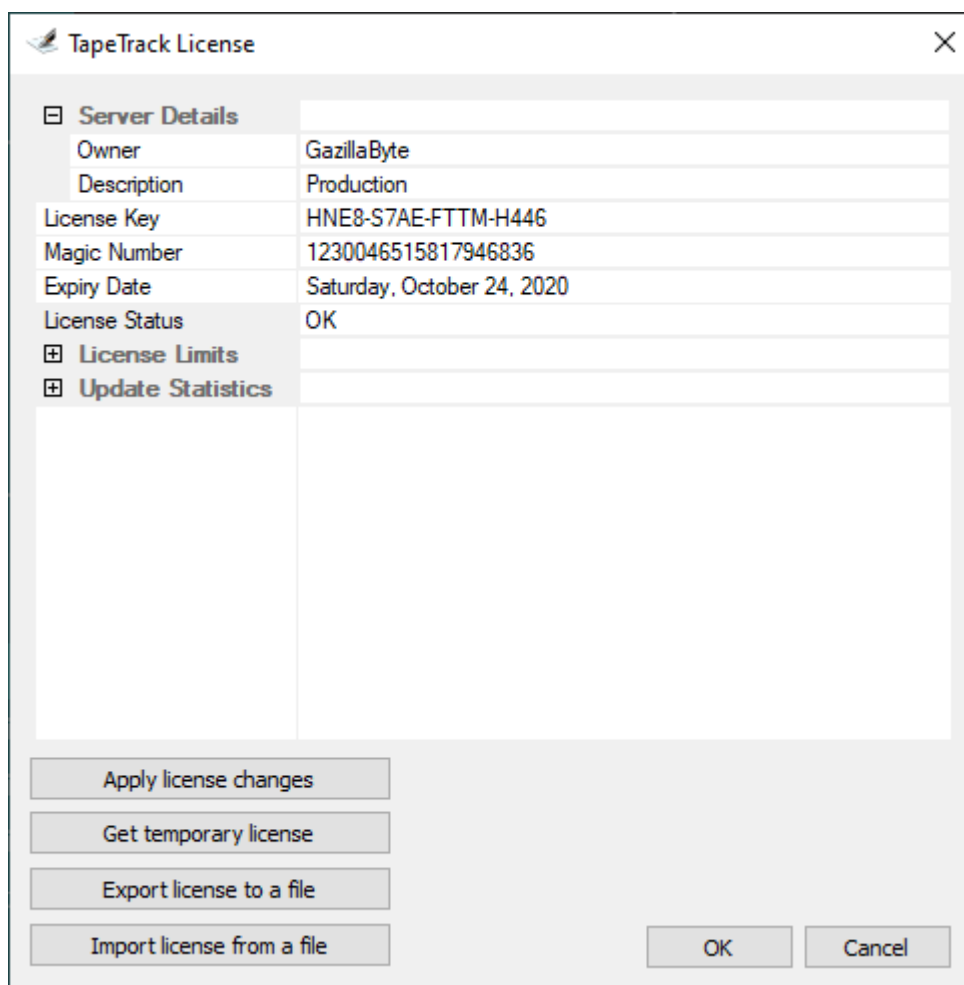 TapeTrack License
Server Details
Owner GazillaByte
Description Production
License Key HNE8-S7AE-FTTM-H446
Magic Number 1230046515817946836
Expiry Date Saturday, October 24, 2020
License Status OK
License Limits
Update Statistics
Apply license changes
Get temporary license
Export license to a file
Import license from a file
OK Cancel